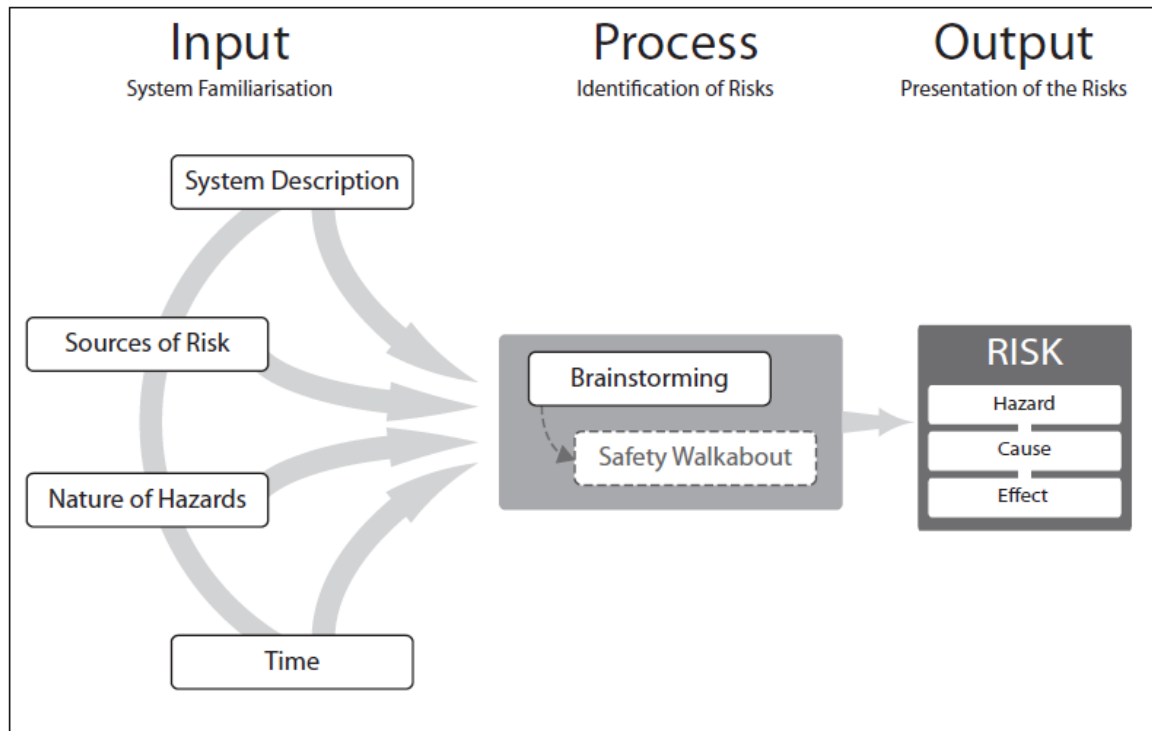 Input
System Familiarisation
Process
Identification of Risks
Output
Presentation of the Risks
System Description
Sources of Risk
Nature of Hazards
Time
Brainstorming
Safety Walkabout
RISK
Hazard
Cause
Effect